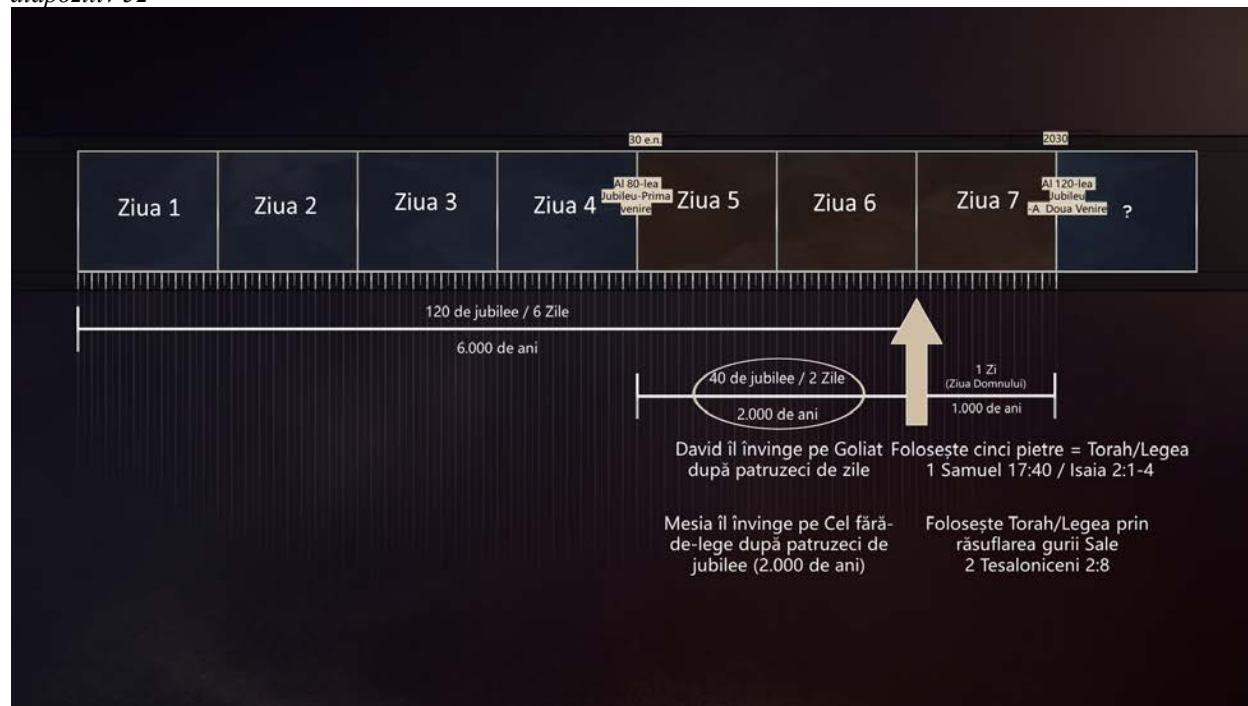 30 e.n.
2030
Ziua 1
Ziua 2
Ziua 3
Ziua 4
Al 80-lea
Jubileu-Prima
venire
Ziua 5
Ziua 6
Ziua 7
Al 120-lea
Jubileu
-A Doua Venire
?
120 de jubilee / 6 Zile
6.000 de ani
40 de jubilee / 2 Zile
2.000 de ani
1 Zi
(Ziua Domnului)
1.000 de ani
David îl învinge pe Goliat
după patruzeci de zile
Folosește cinci pietre = Torah/Legea
1 Samuel 17:40 / Isaia 2:1-4
Mesia îl învinge pe Cel fără-
de-lege după patruzeci de
jubilee (2.000 de ani)
Folosește Torah/Legea prin
răsuflarea gurii Sale
2 Tesaloniceni 2:8